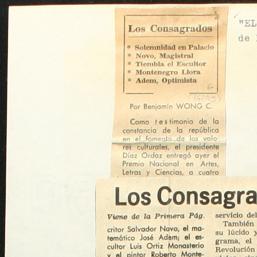 "EL
de
Los Consagrados
* Solemnidad en Palacio
* Novo, Magistral
* Tiembla el Escultor
* Montenegro Llora
* Adem, Optimista
Por Benjamín WONG C.
Como testimonio de la
constancia de la república
en el fomento de los valo-
res culturales, el presidente
Díaz Ordaz entregó ayer el
Premio Nacional en Artes,
Letras y Ciencias, a cuatro
Los Consagra
Viene de la Primera Pág.
critor Salvador Novo, el ma-
temático José Adem; el es-
cultor Luis Ortiz Monasterio
y el pintor Roberto Monte-
servicio del
También
su lúcido y
grama, el
Revolución
vidos de